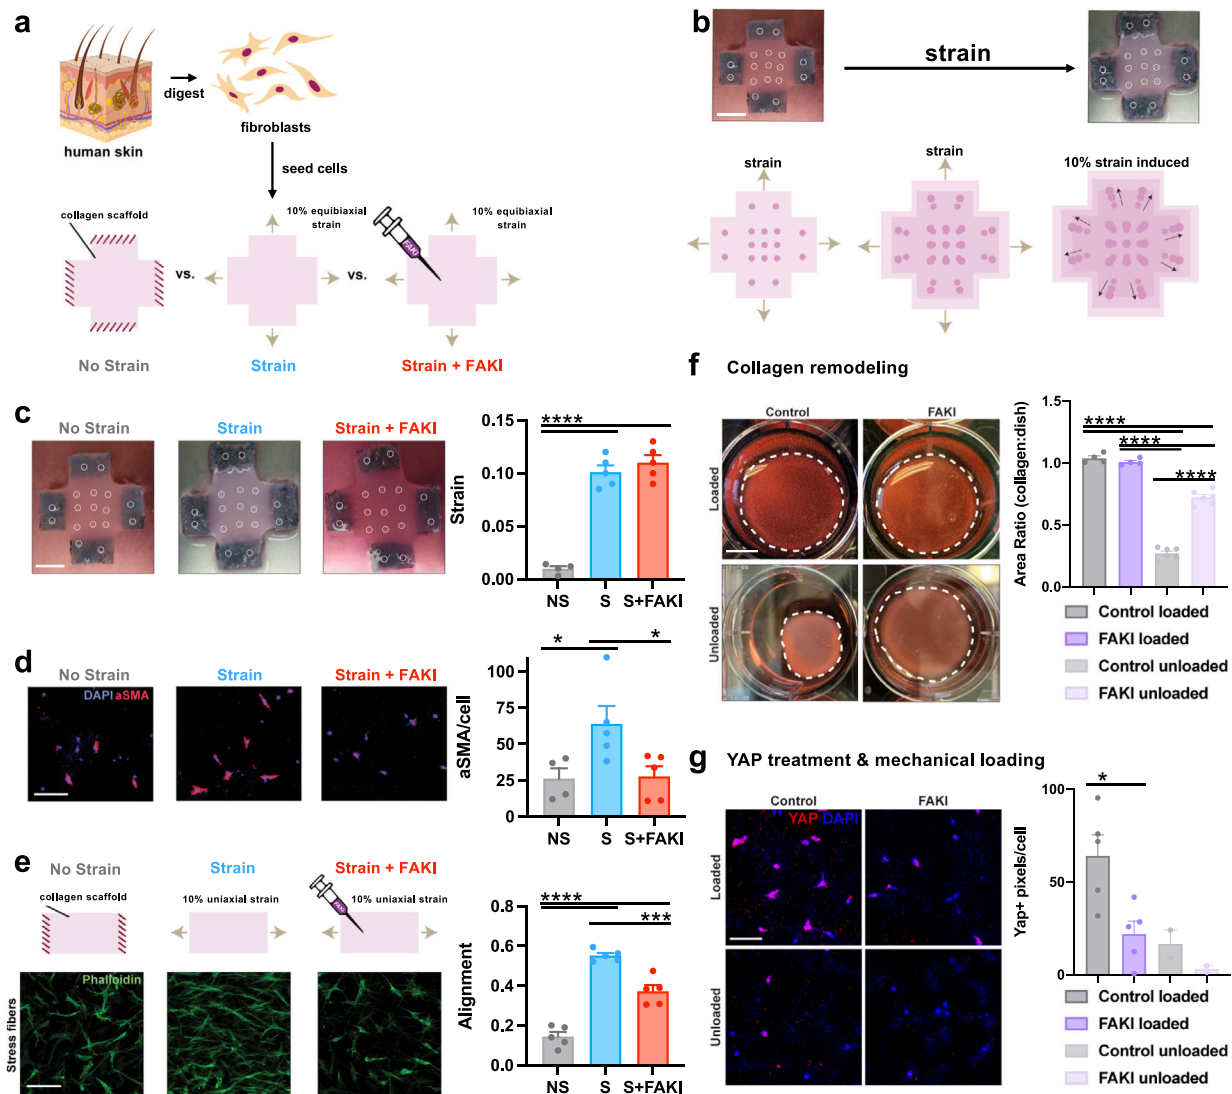 a
human skin
digest
fibroblasts
seed cells
collagen scaffold
vs.
10% equibiaxial
strain
vs.
FAKI
10% equibiaxial
strain
No Strain
Strain
Strain + FAKI
b
strain
strain
strain
10% strain induced
c
No Strain
Strain
Strain + FAKI
Strain
0.15
0.10
0.05
0.00
****
NS
S
S+FAKI
d
No Strain
Strain
Strain + FAKI
DAPI aSMA
aSMA/cell
100
75
50
25
0
*
*
NS
S
S+FAKI
e
No Strain
Strain
Strain + FAKI
collagen scaffold
10% uniaxial strain
FAKI
10% uniaxial strain
Stress fibers
Phalloidin
Alignment
0.8
0.6
0.4
0.2
0.0
****
***
NS
S
S+FAKI
f
Collagen remodeling
Control
FAKI
Loaded
Unloaded
Area Ratio (collagen:dish)
1.5
1.0
0.5
0.0
****
****
****
Control loaded
FAKI loaded
Control unloaded
FAKI unloaded
g
YAP treatment & mechanical loading
Control
FAKI
Loaded
Unloaded
YAP DAPI
Yap+ pixels/cell
100
50
0
*
Control loaded
FAKI loaded
Control unloaded
FAKI unloaded